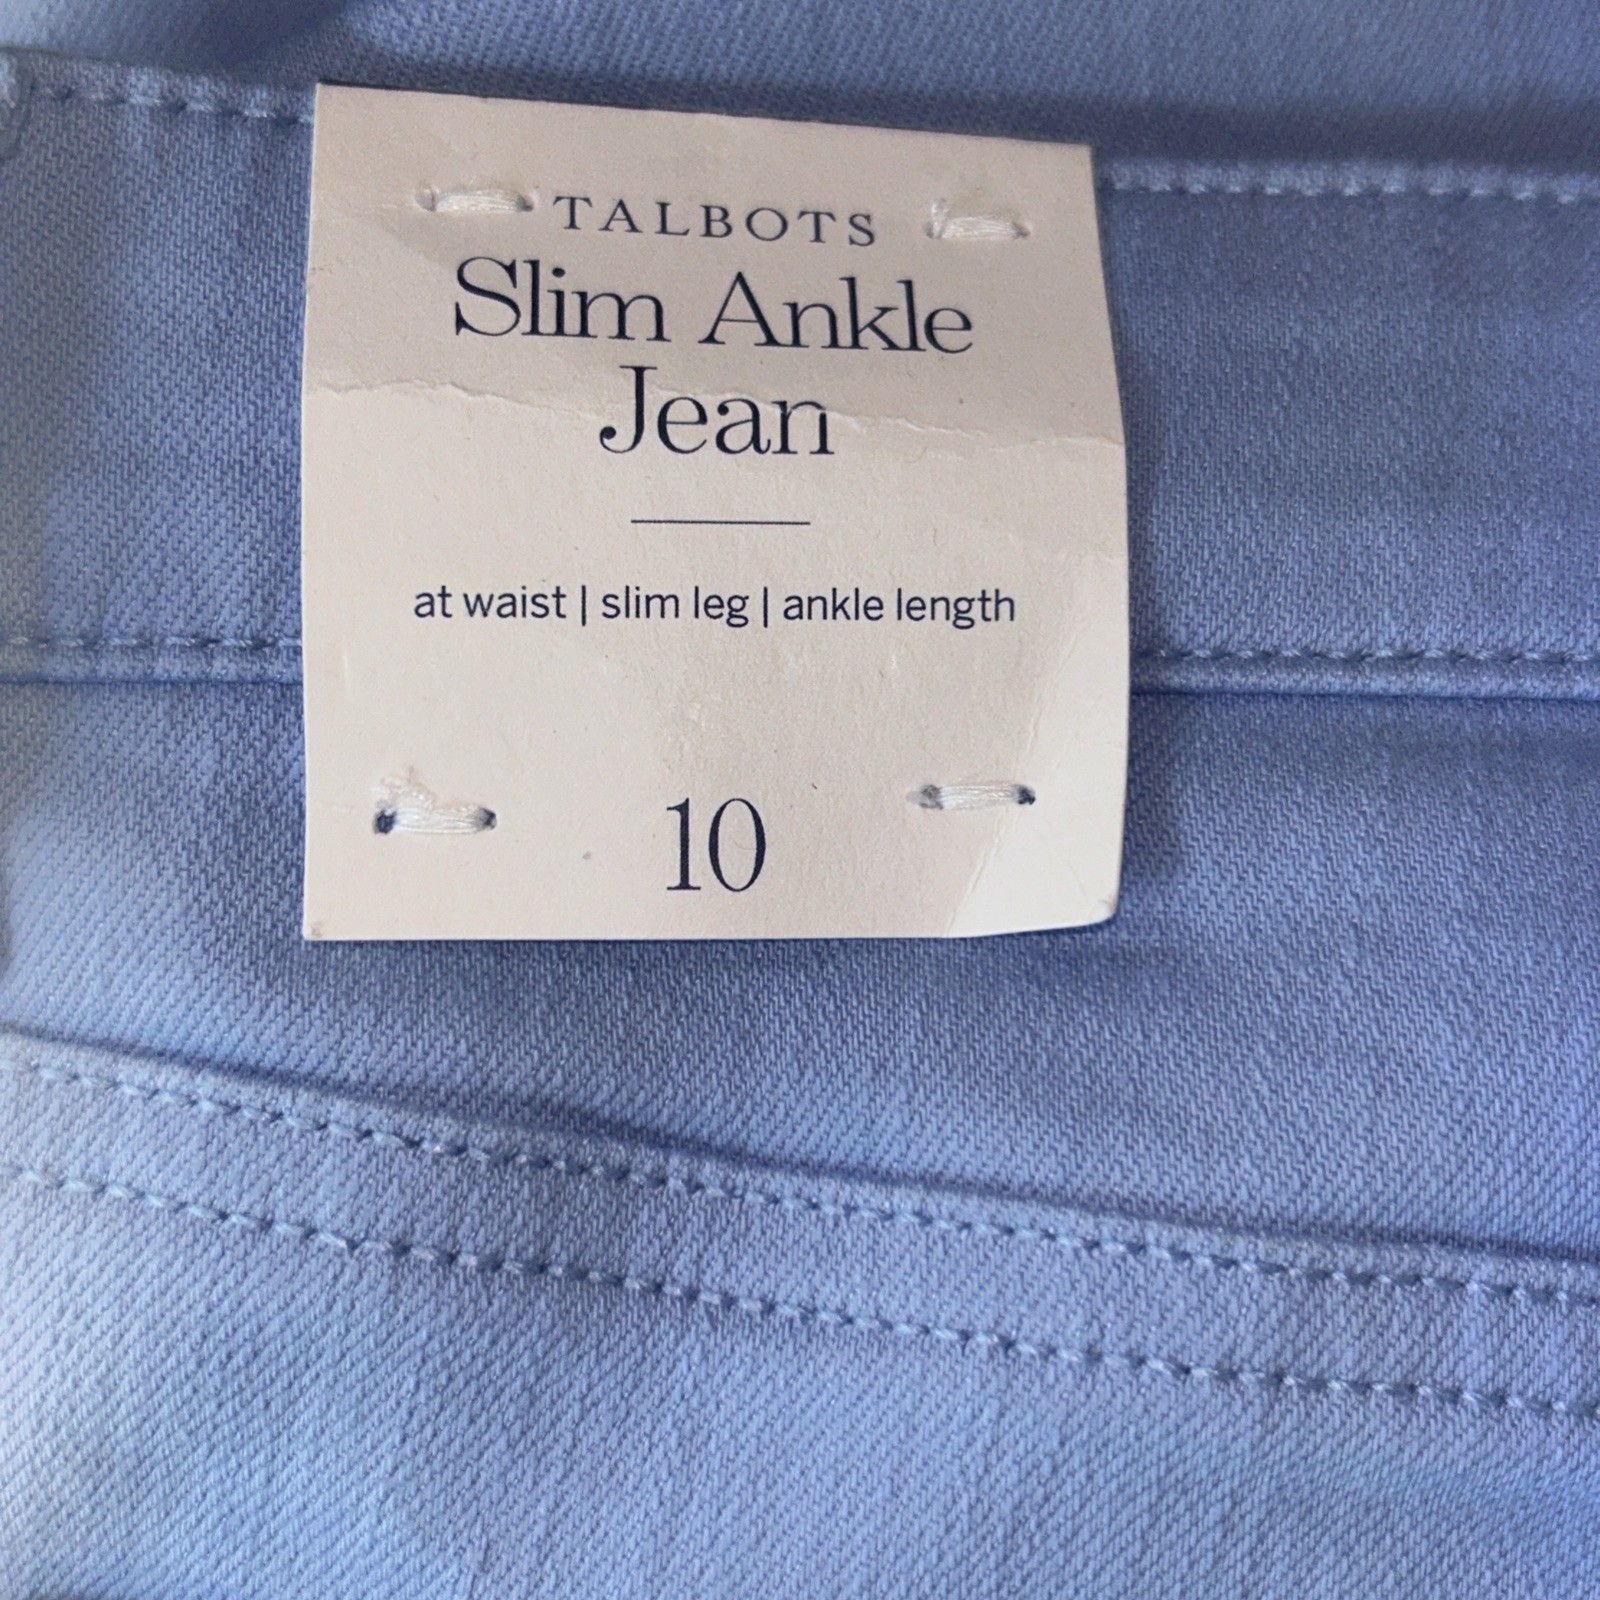 TALBOTS
Slim Ankle
Jean
at waist | slim leg | ankle length
10